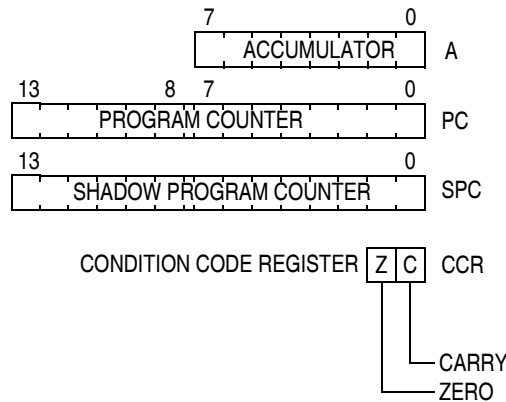 7 0
ACCUMULATOR A
13 8 7 0
PROGRAM COUNTER PC
13 0
SHADOW PROGRAM COUNTER SPC
CONDITION CODE REGISTER Z C CCR
CARRY
ZERO